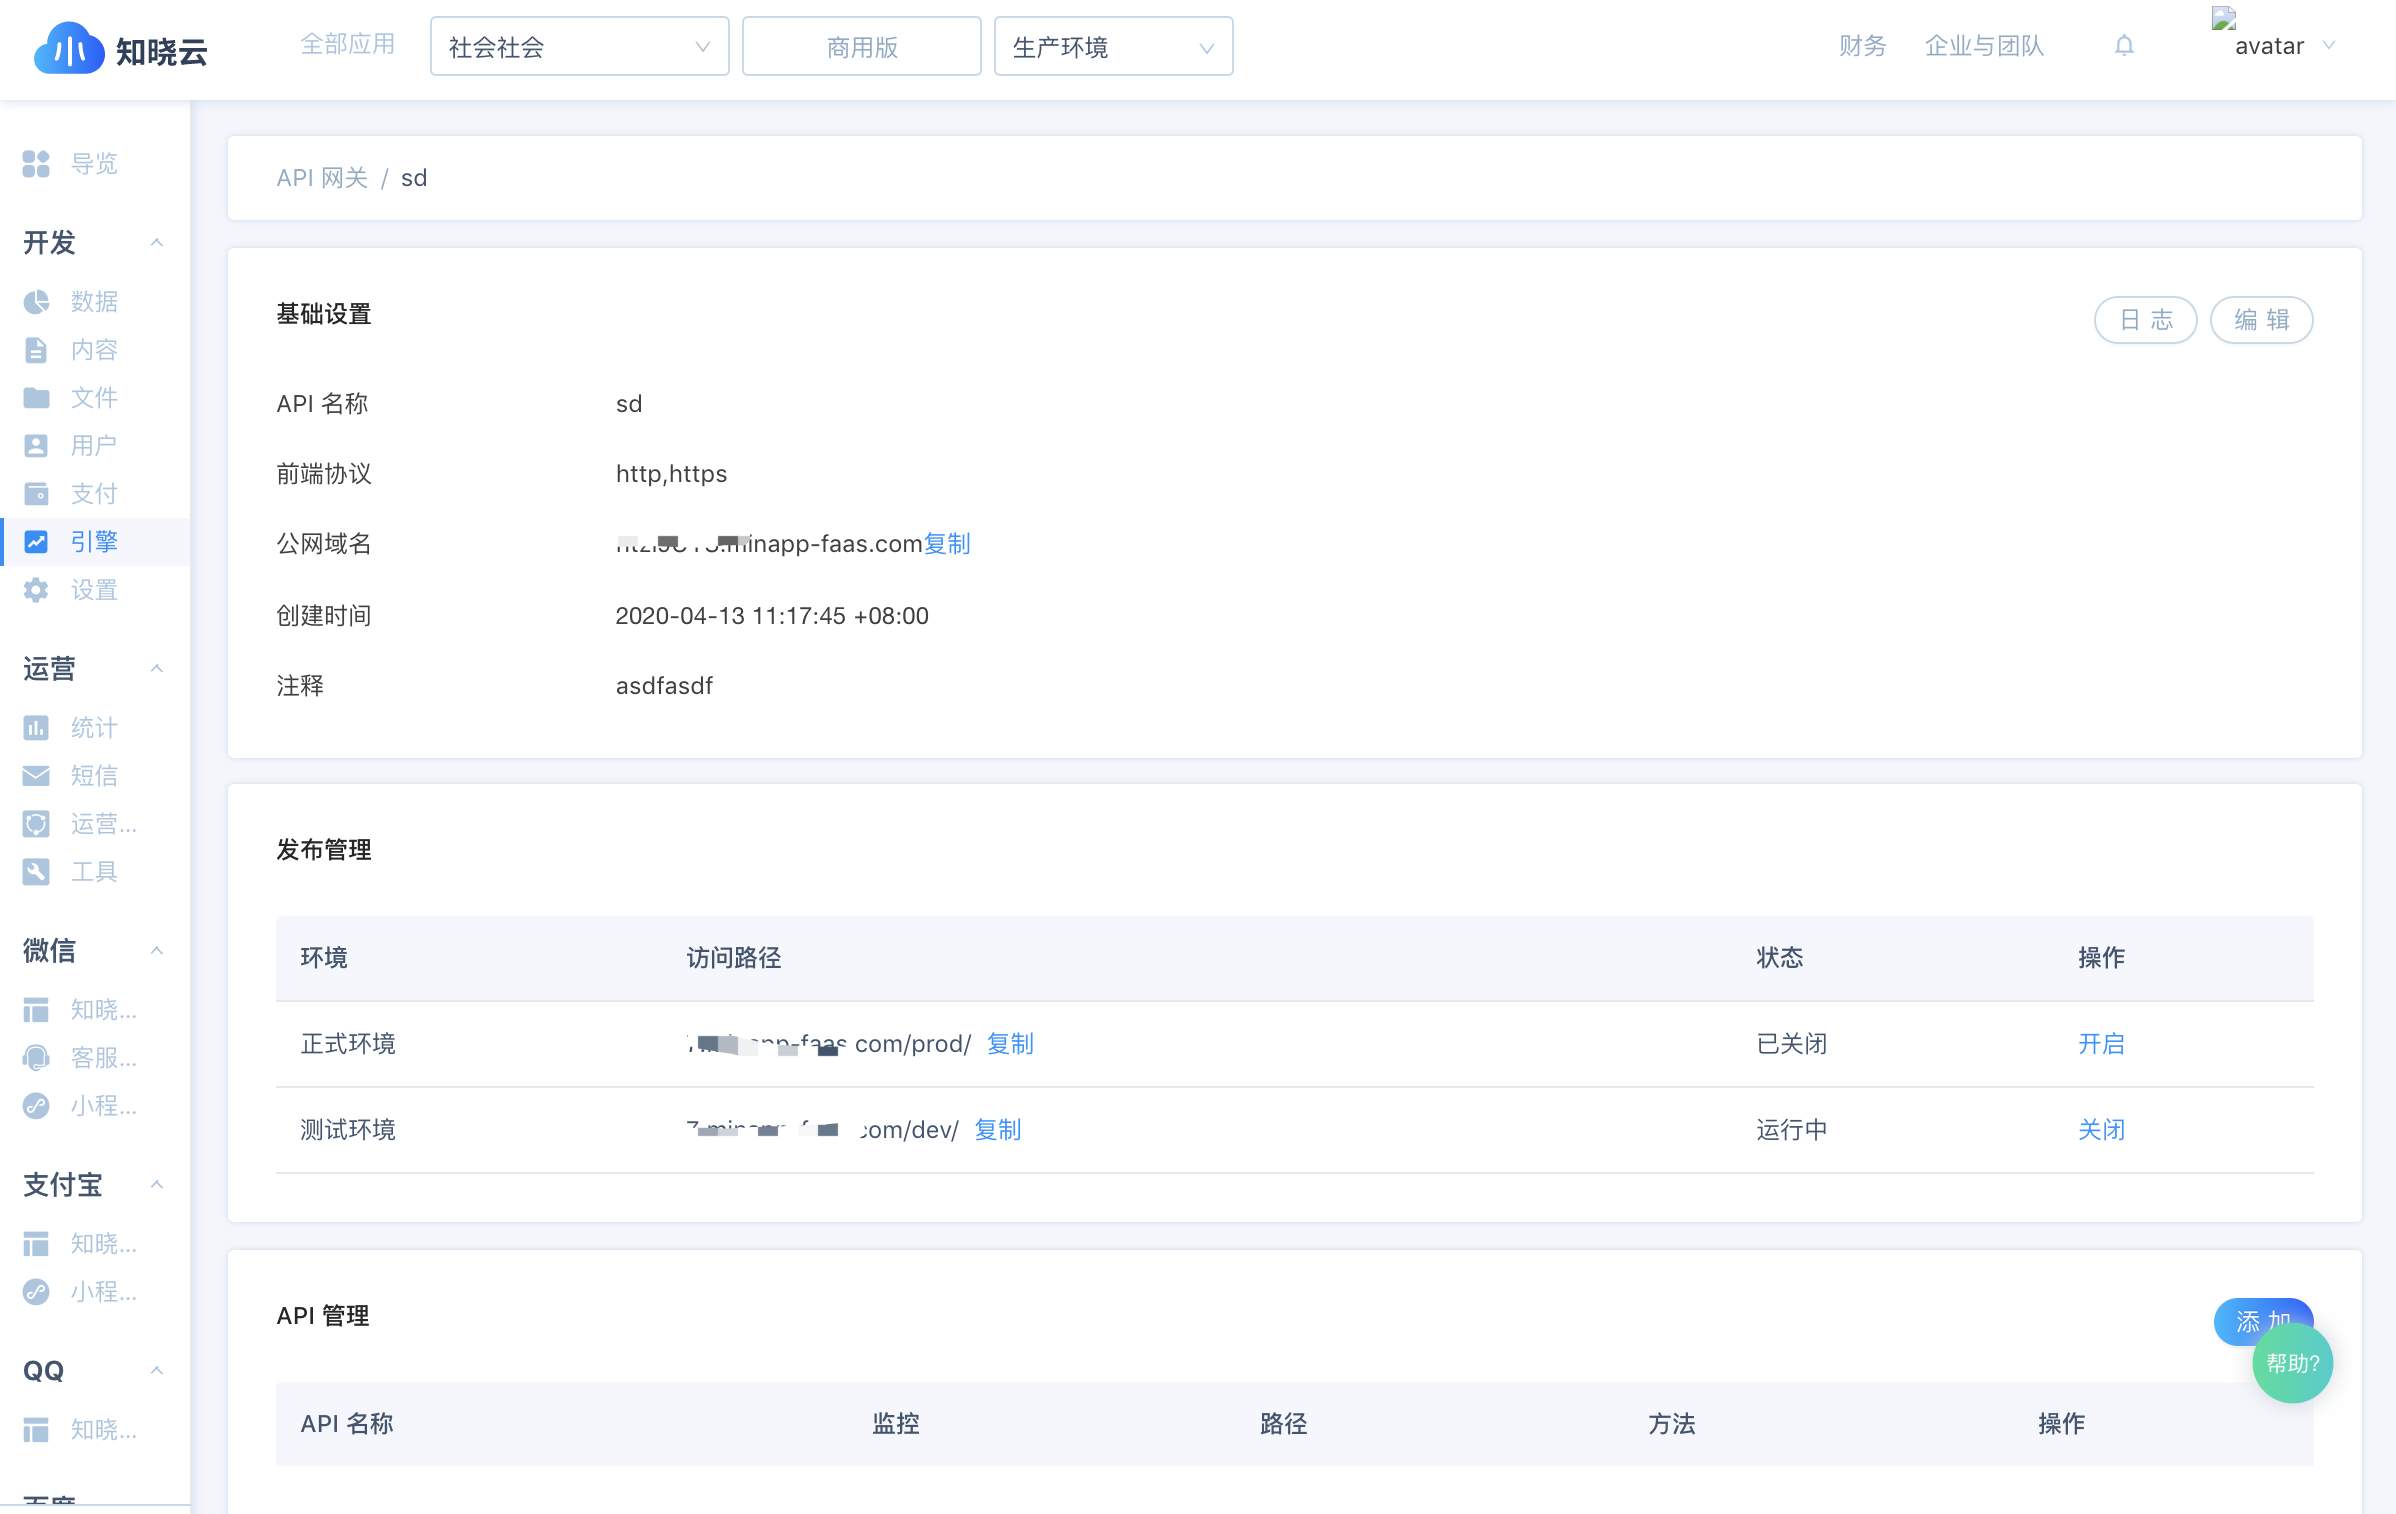 知晓云
全部应用
社会社会
商用版
生产环境
财务
企业与团队
avatar
导览
开发
数据
内容
文件
用户
支付
引擎
设置
运营
统计
短信
运营...
工具
微信
知晓...
客服...
小程...
支付宝
知晓...
小程...
QQ
知晓...
API 网关 / sd
基础设置
日 志
编 辑
API 名称 sd
前端协议 http,https
公网域名 .minapp-faas.com复制
创建时间 2020-04-13 11:17:45 +08:00
注释 asdfasdf
发布管理
环境 访问路径 状态 操作
正式环境 com/prod/ 复制 已关闭 开启
测试环境 com/dev/ 复制 运行中 关闭
API 管理
添 加
帮助?
API 名称 监控 路径 方法 操作